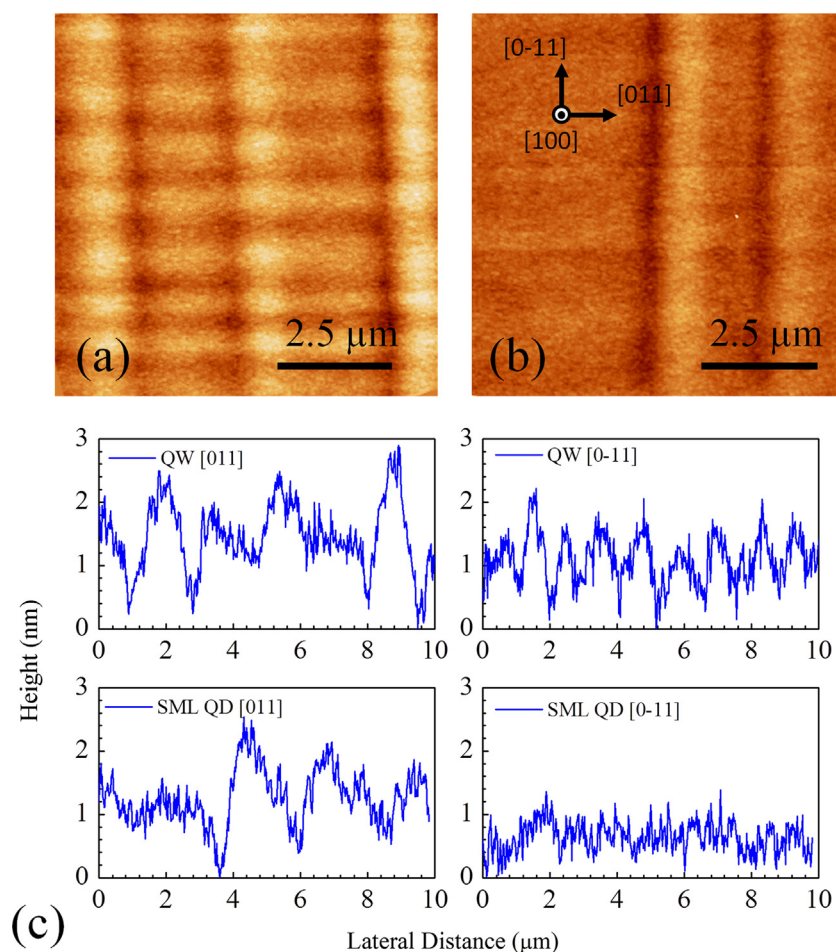 [0-11]
[011]
[100]
(a)
2.5 µm
(b)
2.5 µm
Height (nm)
3
2
1
0
QW [011]
0 2 4 6 8 10
3
2
1
0
QW [0-11]
0 2 4 6 8 10
3
2
1
0
SML QD [011]
0 2 4 6 8 10
3
2
1
0
SML QD [0-11]
0 2 4 6 8 10
(c)
Lateral Distance (µm)